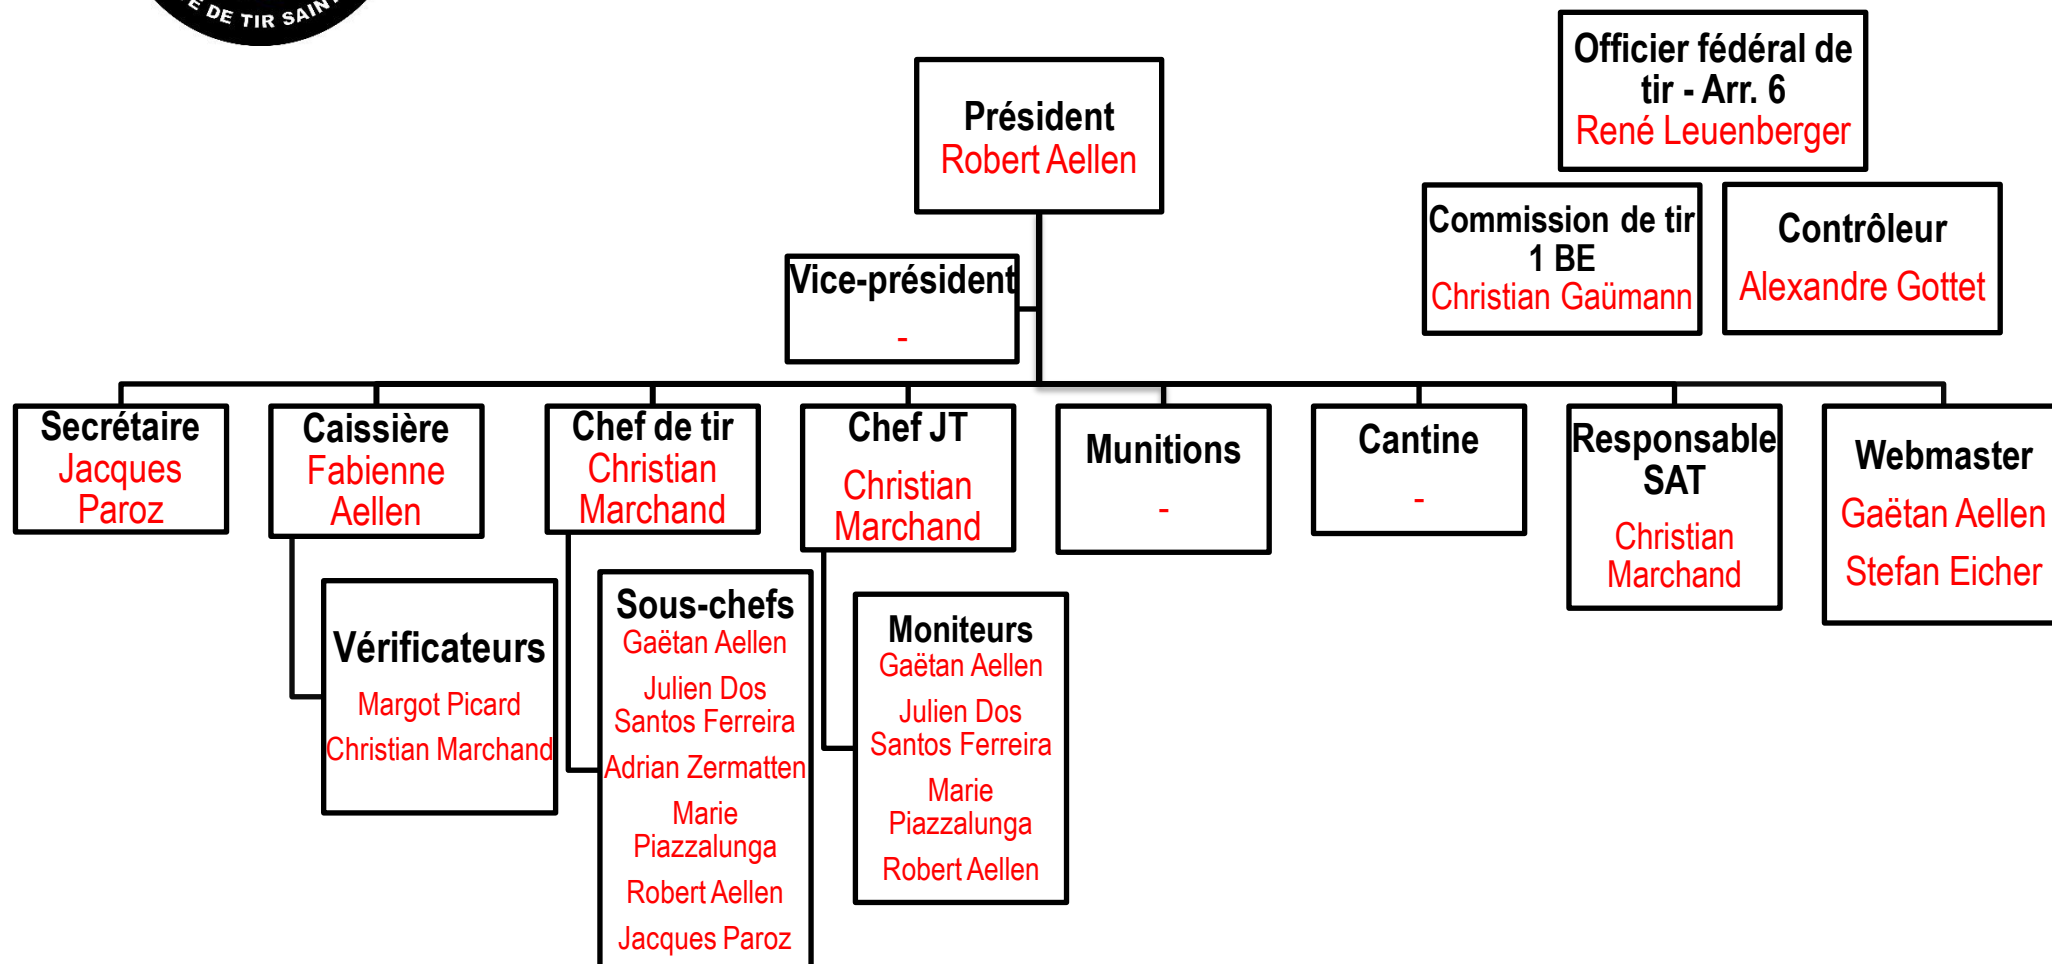 DE TIR SAIN
Officier fédéral de
tir - Arr. 6
René Leuenberger
Président
Robert Aellen
Commission de tir
1 BE
Christian Gaümann
Contrôleur
Alexandre Gottet
Vice-président
-
Secrétaire
Jacques
Paroz
Caissière
Fabienne
Aellen
Chef de tir
Christian
Marchand
Chef JT
Christian
Marchand
Munitions
-
Cantine
-
Responsable
SAT
Christian
Marchand
Webmaster
Gaëtan Aellen
Stefan Eicher
Vérificateurs
Margot Picard
Christian Marchand
Sous-chefs
Gaëtan Aellen
Julien Dos
Santos Ferreira
Adrian Zermatten
Marie
Piazzalunga
Robert Aellen
Jacques Paroz
Moniteurs
Gaëtan Aellen
Julien Dos
Santos Ferreira
Marie
Piazzalunga
Robert Aellen